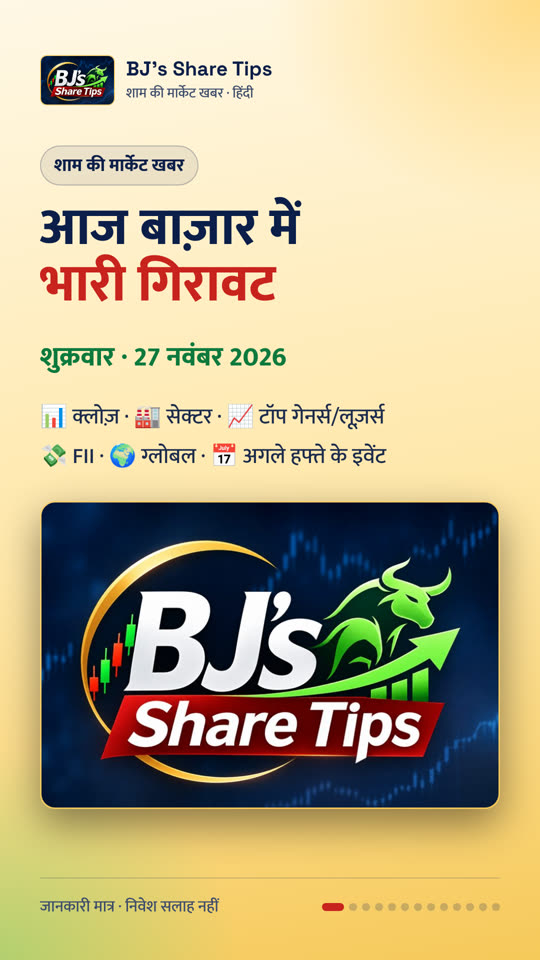 BJ's Share Tips
BJ's Share Tips
शाम की मार्केट खबर · हिंदी
शाम की मार्केट खबर
आज बाज़ार में
भारी गिरावट
शुक्रवार · 27 नवंबर 2026
📊 क्लोज़ · 🏭 सेक्टर · 📈 टॉप गेनर्स/लूज़र्स
💸 FII · 🌍 ग्लोबल · 📅 अगले हफ्ते के इवेंट
BJ's
Share Tips
जानकारी मात्र · निवेश सलाह नहीं